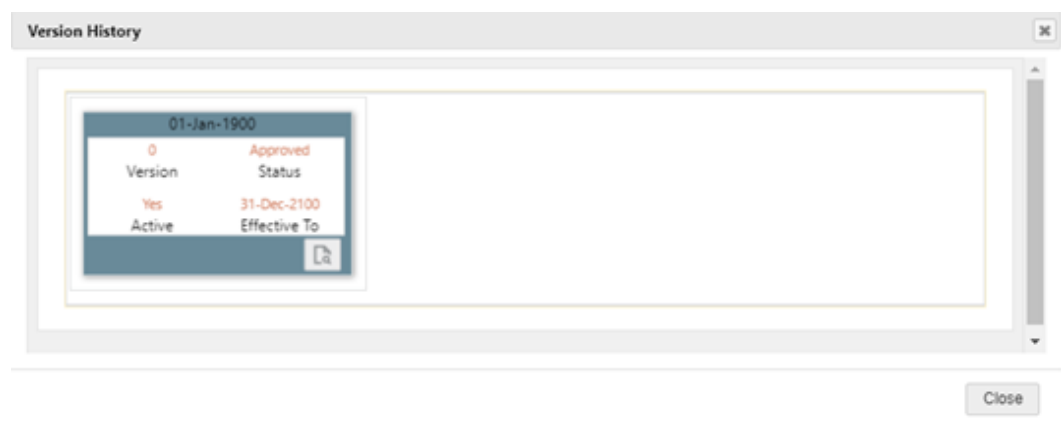 Version History
01-Jan-1900
0 Approved
Version Status
Yes 31-Dec-2100
Active Effective To
Close